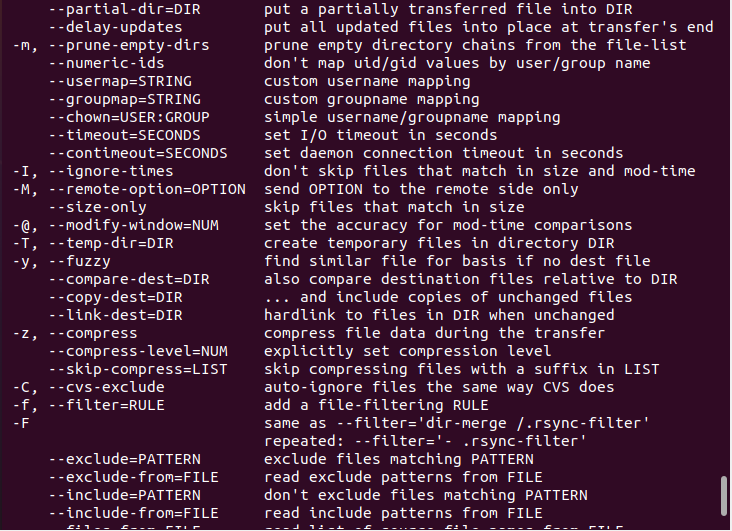 --partial-dir=DIR put a partially transferred file into DIR
--delay-updates put all updated files into place at transfer's end
-m, --prune-empty-dirs prune empty directory chains from the file-list
--numeric-ids don't map uid/gid values by user/group name
--usermap=STRING custom username mapping
--groupmap=STRING custom groupname mapping
--chown=USER:GROUP simple username/groupname mapping
--timeout=SECONDS set I/O timeout in seconds
--contimeout=SECONDS set daemon connection timeout in seconds
-I, --ignore-times don't skip files that match in size and mod-time
-M, --remote-option=OPTION send OPTION to the remote side only
--size-only skip files that match in size
-@, --modify-window=NUM set the accuracy for mod-time comparisons
-T, --temp-dir=DIR create temporary files in directory DIR
-y, --fuzzy find similar file for basis if no dest file
--compare-dest=DIR also compare destination files relative to DIR
--copy-dest=DIR ... and include copies of unchanged files
--link-dest=DIR hardlink to files in DIR when unchanged
-z, --compress compress file data during the transfer
--compress-level=NUM explicitly set compression level
--skip-compress=LIST skip compressing files with a suffix in LIST
-C, --cvs-exclude auto-ignore files the same way CVS does
-f, --filter=RULE add a file-filtering RULE
-F same as --filter='dir-merge /.rsync-filter'
repeated: --filter='- .rsync-filter'
--exclude=PATTERN exclude files matching PATTERN
--exclude-from=FILE read exclude patterns from FILE
--include=PATTERN don't exclude files matching PATTERN
--include-from=FILE read include patterns from FILE
--files-from=FILE read list of source-file names from FILE